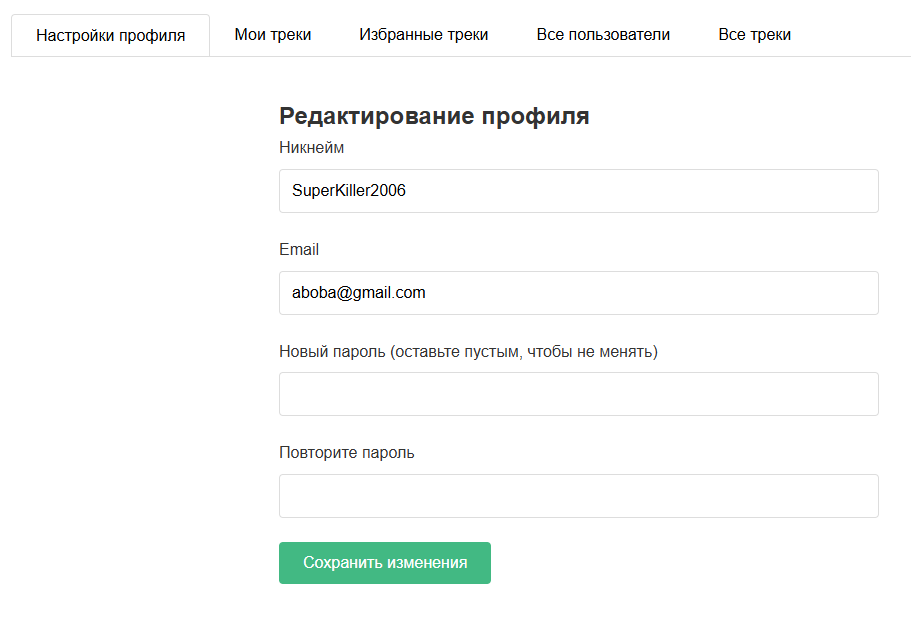 Настройки профиля Мои треки Избранные треки Все пользователи Все треки
Редактирование профиля
Никнейм
SuperKiller2006
Email
aboba@gmail.com
Новый пароль (оставьте пустым, чтобы не менять)
Повторите пароль
Сохранить изменения